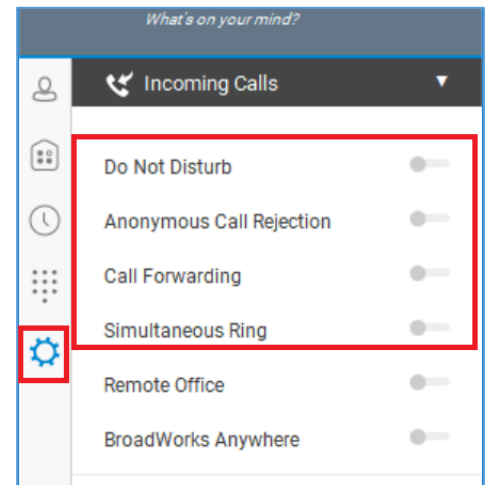 What's on your mind?
Incoming Calls
Do Not Disturb
Anonymous Call Rejection
Call Forwarding
Simultaneous Ring
Remote Office
BroadWorks Anywhere